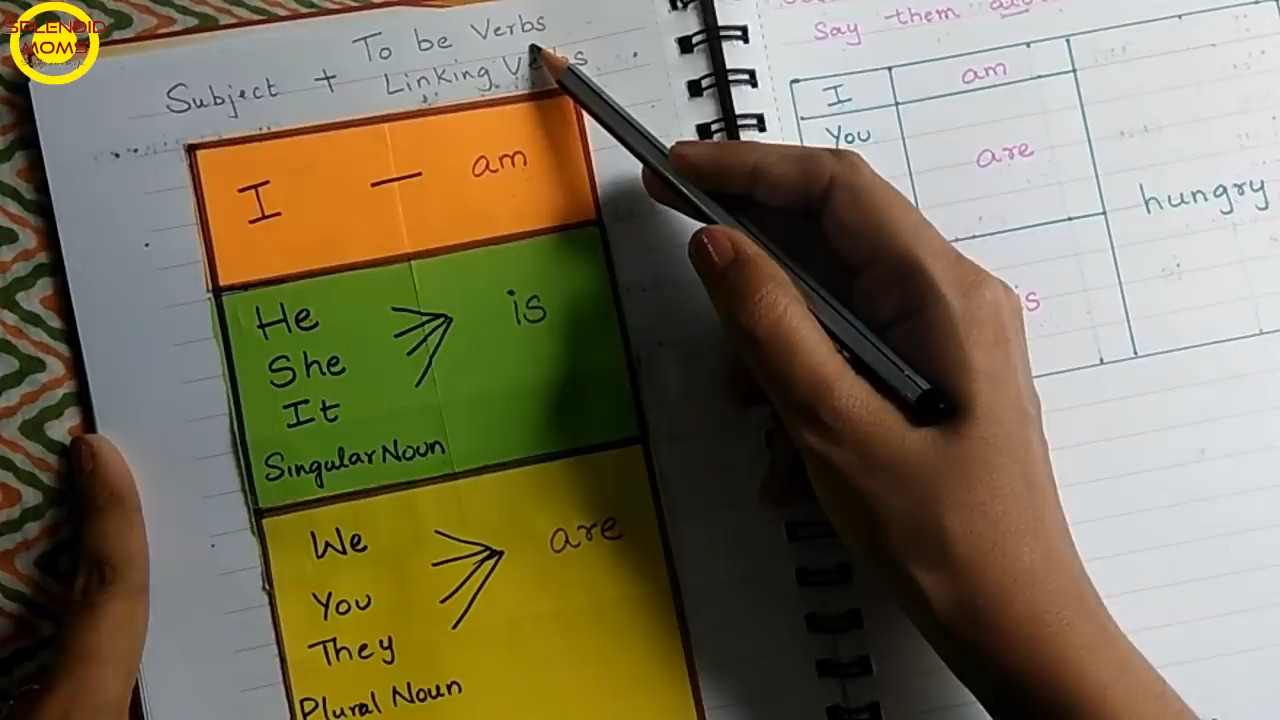 SPLENDID
MOMS
To be Verbs
Subject + Linking Verbs
I — am
He
She
It
is
Singular Noun
We
You
They
are
Plural Noun
Say them
I am
You
are
hungry
is